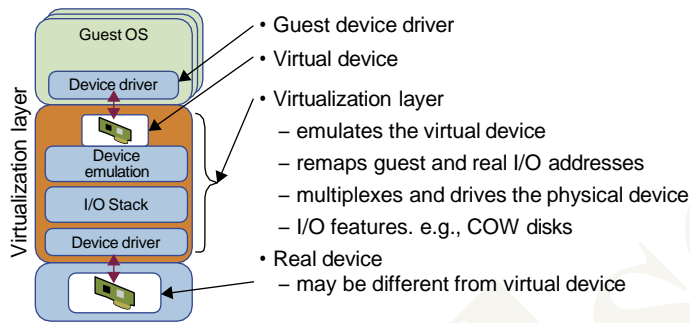 Guest OS
Device driver
Virtualization layer
Device
emulation
I/O Stack
Device driver
• Guest device driver
• Virtual device
• Virtualization layer
– emulates the virtual device
– remaps guest and real I/O addresses
– multiplexes and drives the physical device
– I/O features. e.g., COW disks
• Real device
– may be different from virtual device